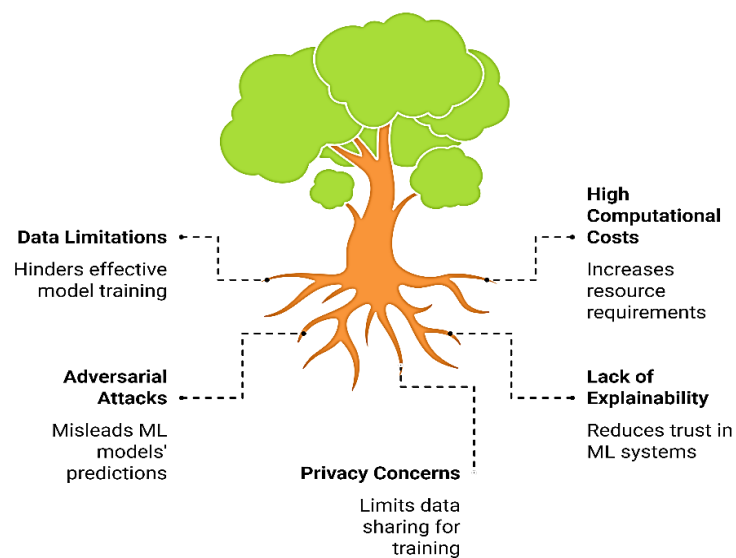 Data Limitations
Hinders effective
model training
Adversarial
Attacks
Misleads ML
models'
predictions
Privacy Concerns
Limits data
sharing for
training
High
Computational
Costs
Increases
resource
requirements
Lack of
Explainability
Reduces trust in
ML systems